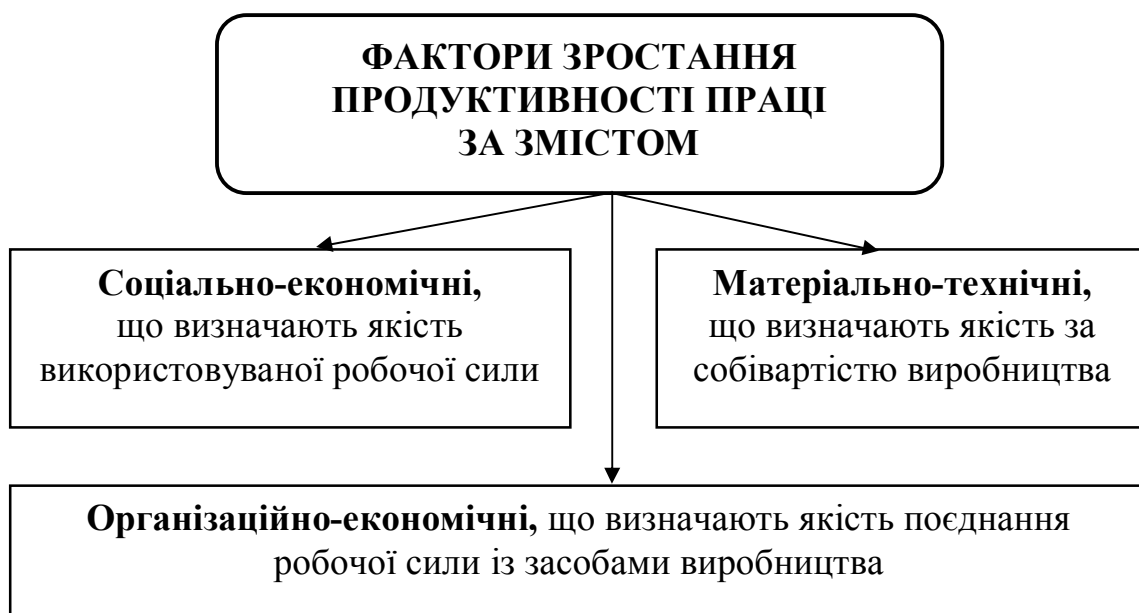 ФАКТОРИ ЗРОСТАННЯ
ПРОДУКТИВНОСТІ ПРАЦІ
ЗА ЗМІСТОМ
Соціально-економічні,
що визначають якість
використовуваної робочої сили
Матеріально-технічні,
що визначають якість за
собівартістю виробництва
Організаційно-економічні, що визначають якість поєднання
робочої сили із засобами виробництва